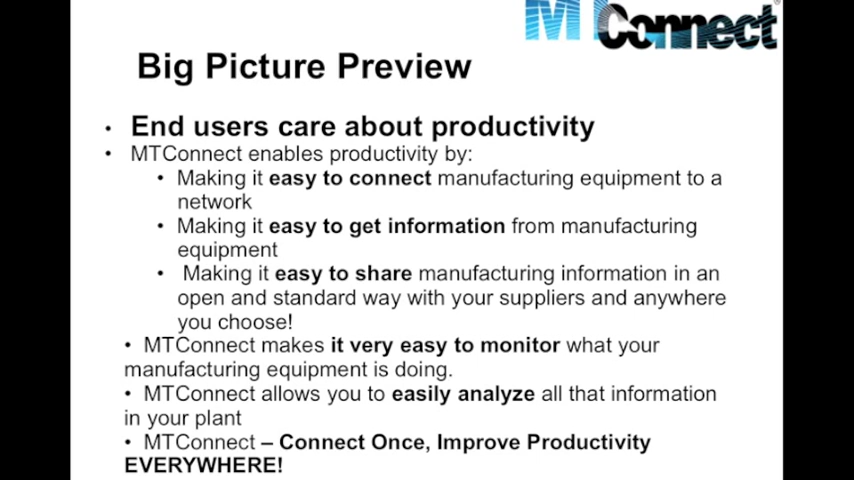 MTConnect®
Big Picture Preview
• End users care about productivity
• MTConnect enables productivity by:
• Making it easy to connect manufacturing equipment to a
network
• Making it easy to get information from manufacturing
equipment
• Making it easy to share manufacturing information in an
open and standard way with your suppliers and anywhere
you choose!
• MTConnect makes it very easy to monitor what your
manufacturing equipment is doing.
• MTConnect allows you to easily analyze all that information
in your plant
• MTConnect – Connect Once, Improve Productivity
EVERYWHERE!